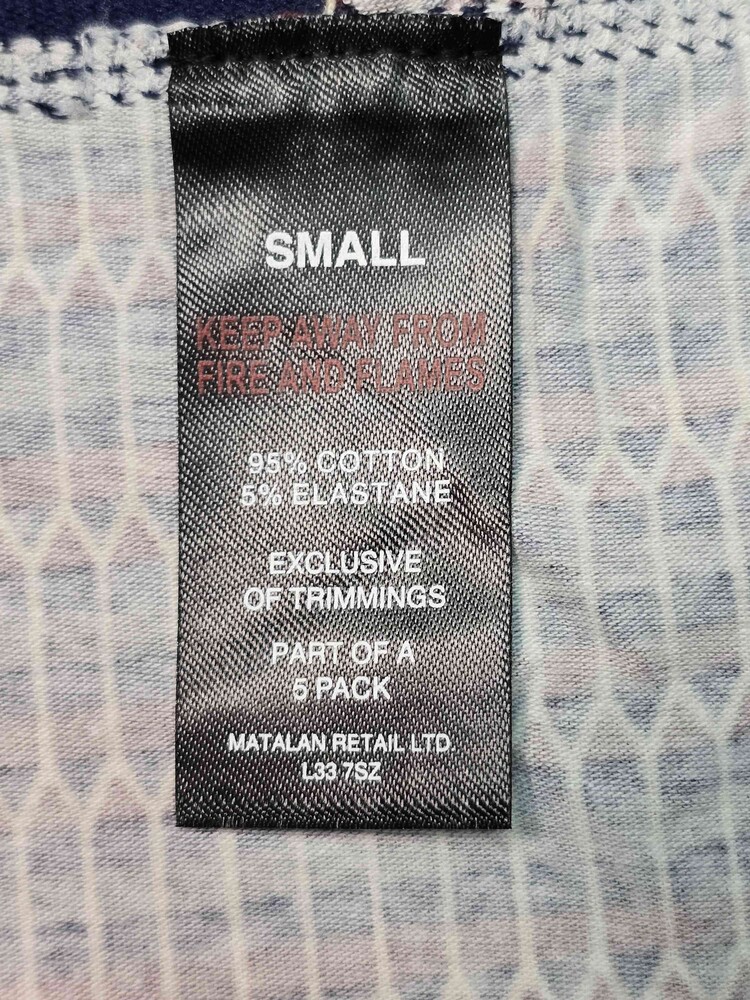 SMALL
KEEP AWAY FROM
FIRE AND FLAMES
95% COTTON
5% ELASTANE
EXCLUSIVE
OF TRIMMINGS
PART OF A
5 PACK
MATALAN RETAIL LTD
L33 7SZ